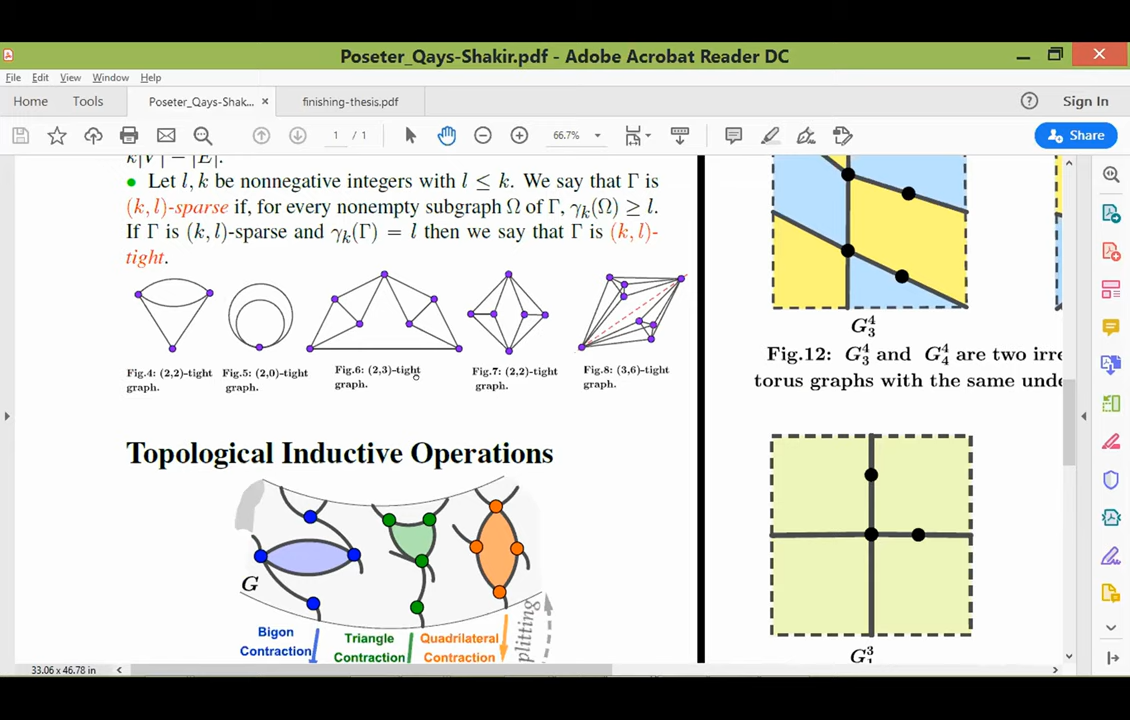 Poseter_Qays-Shakir.pdf - Adobe Acrobat Reader DC
File Edit View Window Help
Home Tools Poseter_Qays-Shak... × finishing-thesis.pdf Sign In
1 / 1 66.7% Share
k|V| − |E|.
• Let l, k be nonnegative integers with l ≤ k. We say that Γ is
(k, l)-sparse if, for every nonempty subgraph Ω of Γ, γₖ(Ω) ≥ l.
If Γ is (k, l)-sparse and γₖ(Γ) = l then we say that Γ is (k, l)-
tight.
Fig.4: (2,2)-tight
graph.
Fig.5: (2,0)-tight
graph.
Fig.6: (2,3)-tight
graph.
Fig.7: (2,2)-tight
graph.
Fig.8: (3,6)-tight
graph.
Topological Inductive Operations
G
Bigon
Contraction
Triangle
Contraction
Quadrilateral
Contraction
plitting
G₃⁴
Fig.12: G₃⁴ and G₄⁴ are two irre
torus graphs with the same unde
G₁³
33.06 x 46.78 in